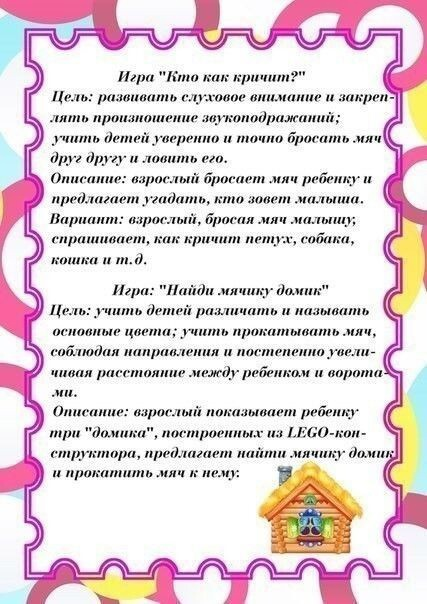 Игра "Кто как кричит?"
Цель: развивать слуховое внимание и закреп-
лять произношение звукоподражаний;
учить детей уверенно и точно бросать мяч
друг другу и ловить его.
Описание: взрослый бросает мяч ребенку и
предлагает угадать, кто зовет малыша.
Вариант: взрослый, бросая мяч малышу,
спрашивает, как кричит петух, собака,
кошка и т.д.
Игра: "Найди мячику домик"
Цель: учить детей различать и называть
основные цвета; учить прокатывать мяч,
соблюдая направления и постепенно увели-
чивая расстояние между ребенком и ворота-
ми.
Описание: взрослый показывает ребенку
три "домика", построенных из LEGO-кон-
структора, предлагает найти мячику домик
и прокатить мяч к нему.